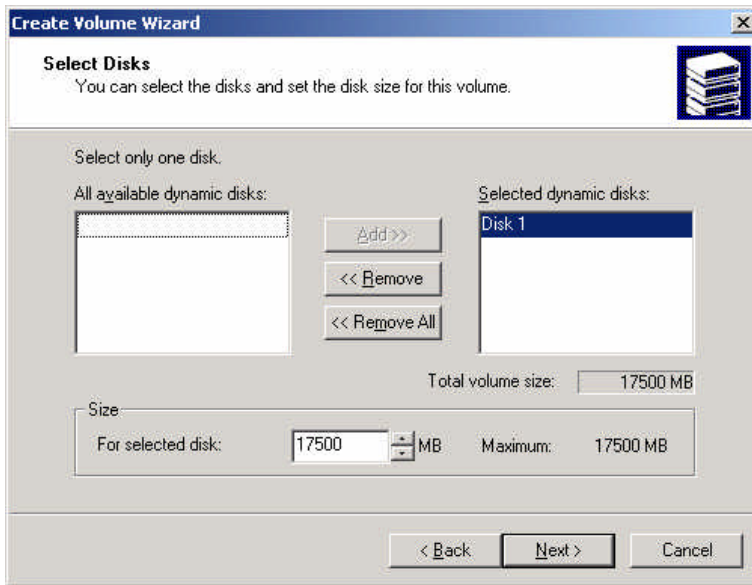 Create Volume Wizard
Select Disks
You can select the disks and set the disk size for this volume.
Select only one disk.
All available dynamic disks:
Selected dynamic disks:
Disk 1
Add >>
<< Remove
<< Remove All
Total volume size: 17500 MB
Size
For selected disk: 17500 MB Maximum: 17500 MB
< Back Next > Cancel